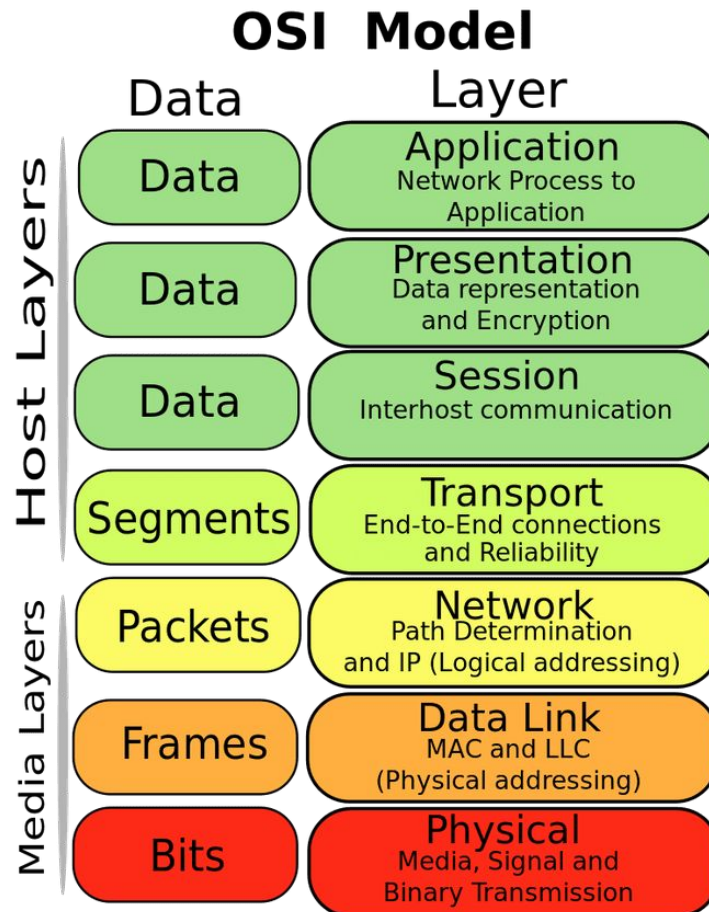 OSI Model
Data
Layer
Host Layers
Data
Application
Network Process to
Application
Data
Presentation
Data representation
and Encryption
Data
Session
Interhost communication
Segments
Transport
End-to-End connections
and Reliability
Media Layers
Packets
Network
Path Determination
and IP (Logical addressing)
Frames
Data Link
MAC and LLC
(Physical addressing)
Bits
Physical
Media, Signal and
Binary Transmission